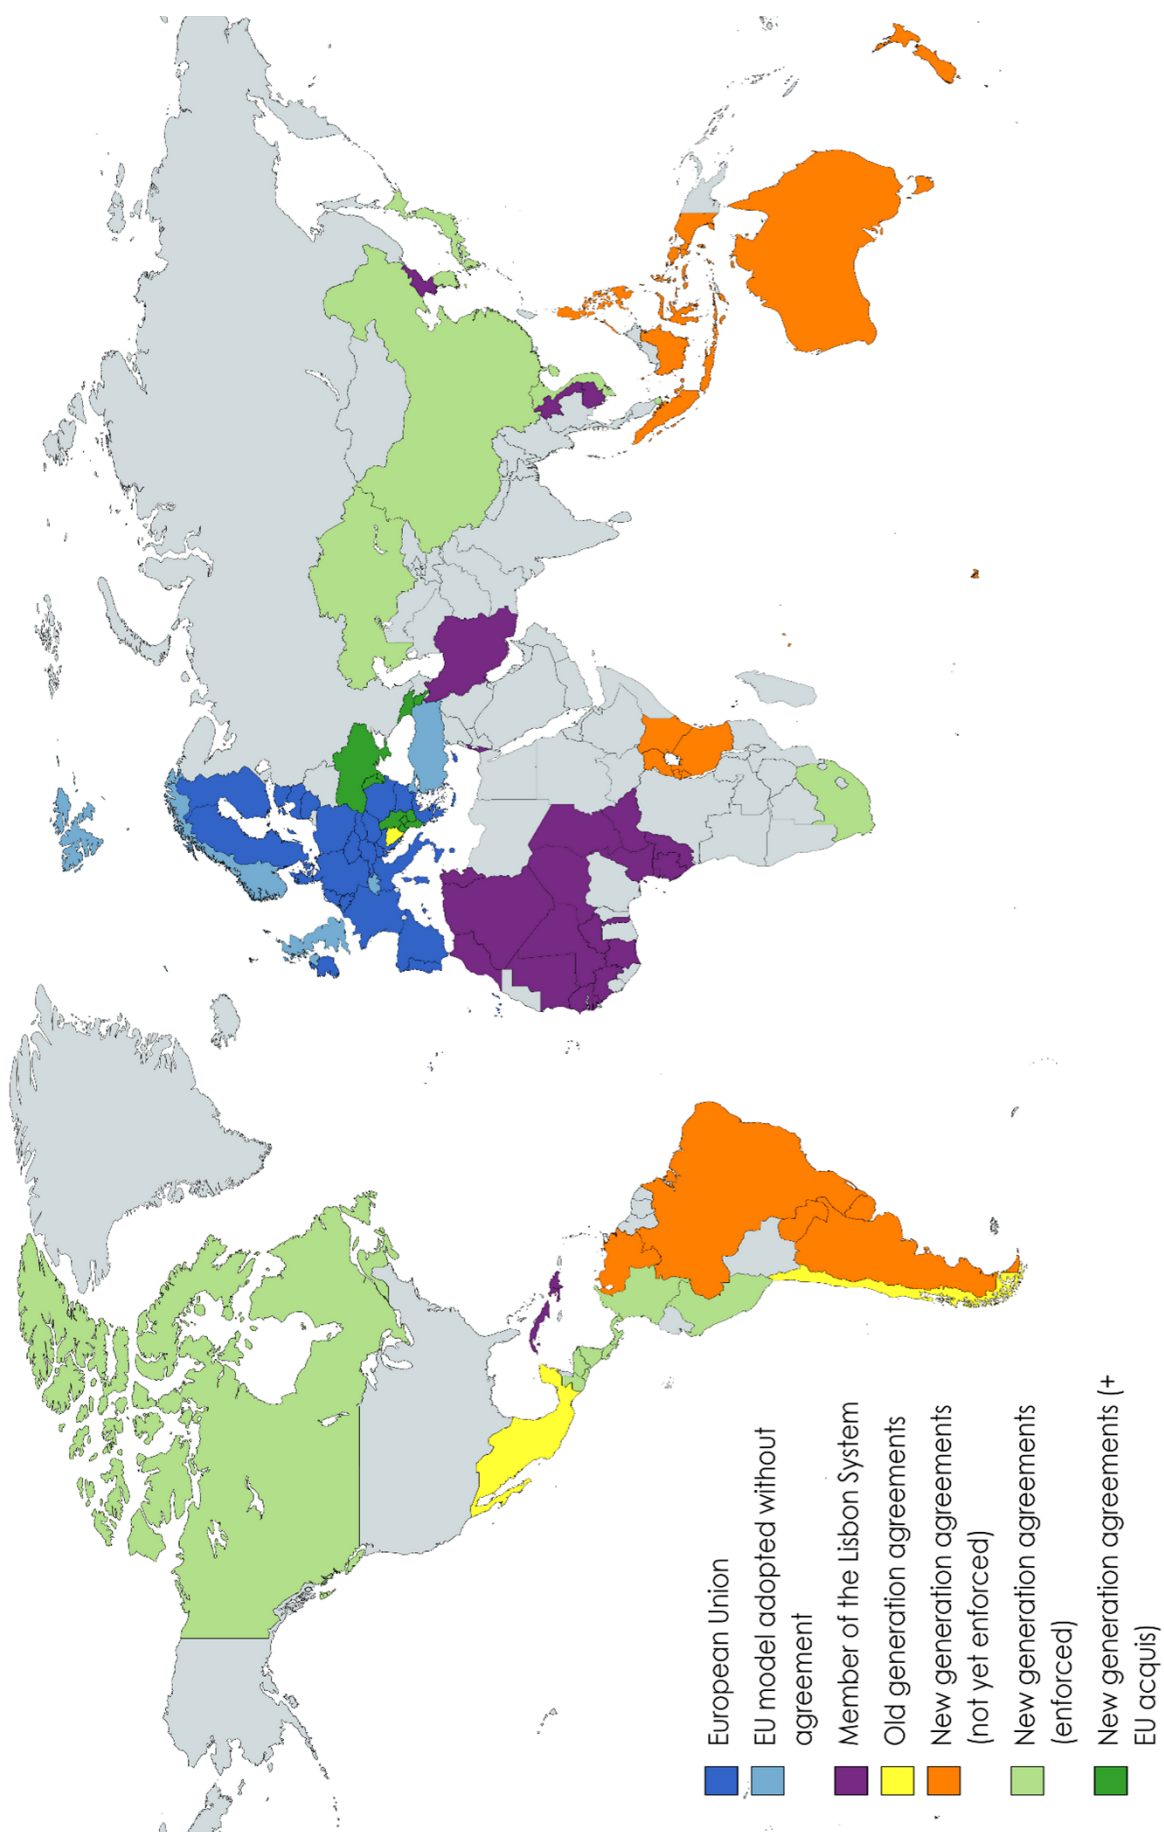 European Union
EU model adopted without
agreement
Member of the Lisbon System
Old generation agreements
New generation agreements
(not yet enforced)
New generation agreements
(enforced)
New generation agreements (+
EU acquis)